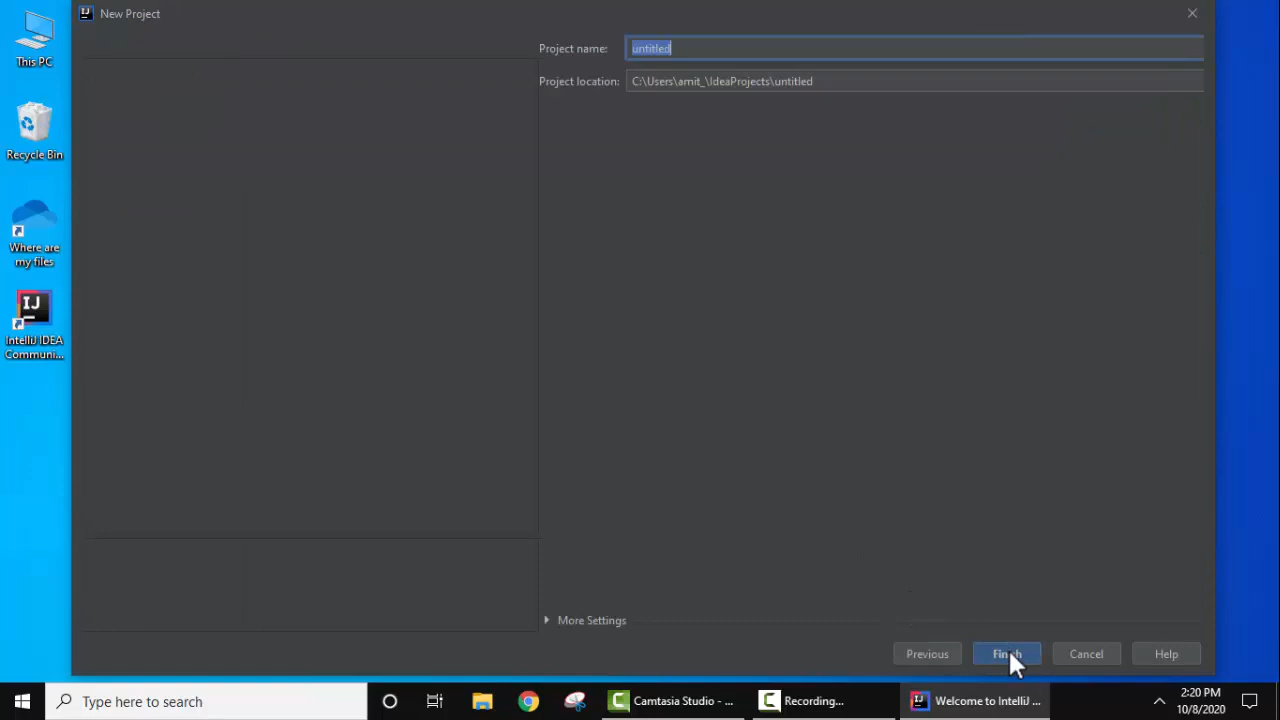 New Project
This PC
Project name:
untitled
Project location:
C:\Users\amit_\IdeaProjects\untitled
Recycle Bin
Where are
my files
IJ
IntelliJ IDEA
Communi...
More Settings
Previous
Finish
Cancel
Help
Type here to search
Camtasia Studio - ...
Recording...
Welcome to IntelliJ ...
2:20 PM
10/8/2020